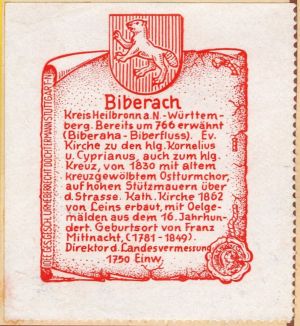 Biberach
Kreis Heilbronn a.N.-Württem-
berg. Bereits um 766 erwähnt
(Biberaha-Biberfluss). Ev.
Kirche zu den hlg. Kornelius
u. Cyprianus, auch zum hlg.
Kreuz, von 1830 mit altem
kreuzgewölbtem Ostturmchor,
auf hohen Stützmauern über
d. Strasse. Kath. Kirche 1862
von Leins erbaut, mit Oelge-
mälden aus dem 16. Jahrhun-
dert. Geburtsort von Franz
Mittnacht, (1781-1849).
Direktor d. Landesvermessung
1750 Einw.